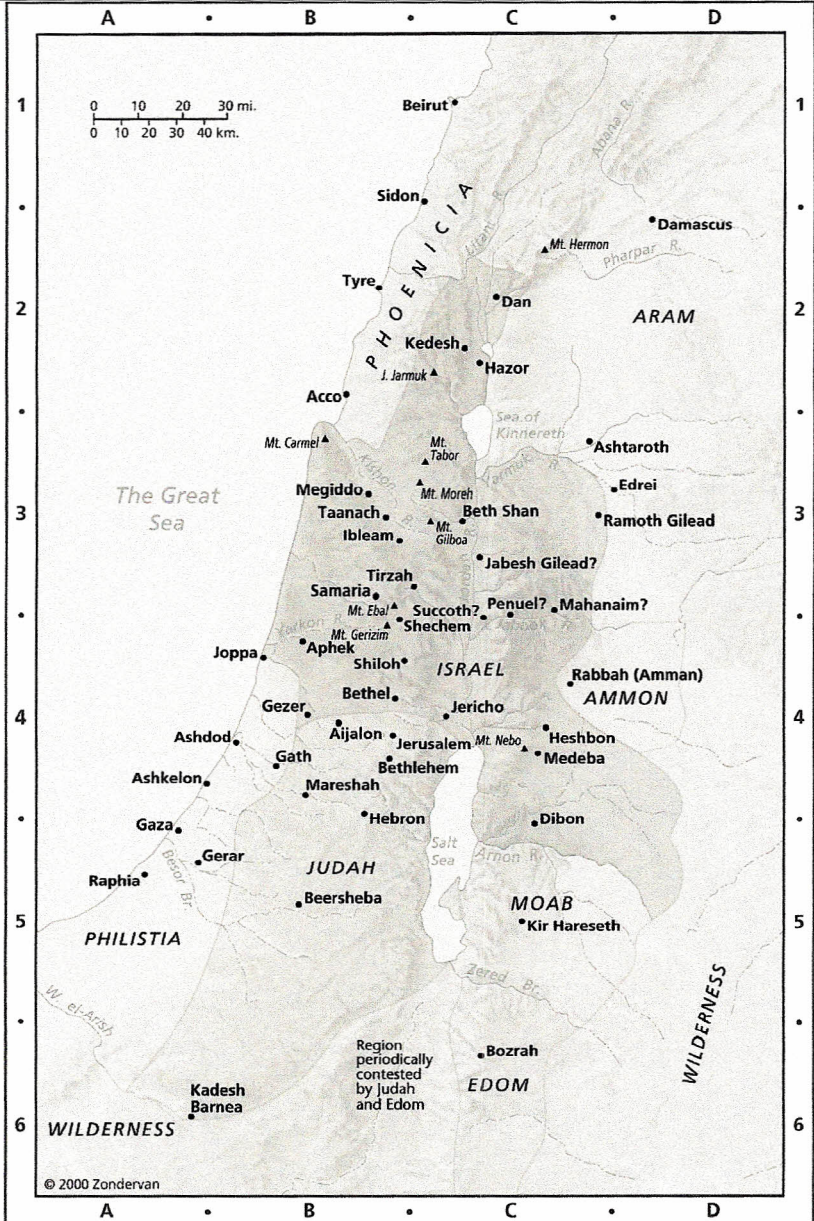 A • B • C • D
1
1
0 10 20 30 mi.
0 10 20 30 40 km.
Beirut
Abana R.
Sidon
PHOENICIA
Litani R.
•
•
Damascus
Mt. Hermon
Pharpar R.
Tyre
2
2
Dan
ARAM
Kedesh
Hazor
J. Jarmuk
Acco
•
•
Sea of
Kinnereth
Mt. Carmel
Mt.
Tabor
Ashtaroth
Kishon
R.
Yarmuk R.
Megiddo
Mt. Moreh
Edrei
The Great
Sea
3
3
Taanach
Beth Shan
Ramoth Gilead
Mt.
Gilboa
Ibleam
Jabesh Gilead?
Tirzah
Samaria
Penuel?
Mahanaim?
Mt. Ebal
Succoth?
•
•
Yarkon R.
Mt. Gerizim
Shechem
Jabbok R.
Aphek
Joppa
Shiloh
ISRAEL
Rabbah (Amman)
AMMON
Bethel
Gezer
Jericho
4
4
Ashdod
Aijalon
Jerusalem
Mt. Nebo
Heshbon
Gath
Bethlehem
Medeba
Ashkelon
Mareshah
Gaza
Hebron
Dibon
•
•
Salt
Sea
Arnon R.
Gerar
Besor Br.
JUDAH
Raphia
Beersheba
MOAB
5
5
Kir Hareseth
PHILISTIA
Zered Br.
W. el-Arish
WILDERNESS
•
•
Region
periodically
contested
by Judah
and Edom
Bozrah
EDOM
Kadesh
Barnea
6
6
WILDERNESS
© 2000 Zondervan
A • B • C • D